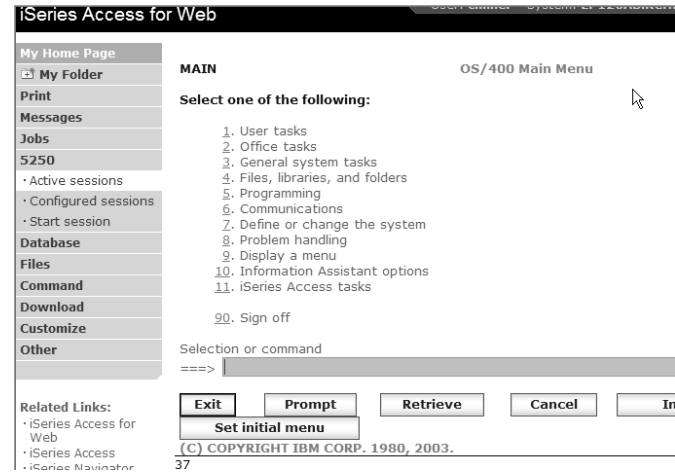 iSeries Access for Web
My Home Page
My Folder
Print
Messages
Jobs
5250
· Active sessions
· Configured sessions
· Start session
Database
Files
Command
Download
Customize
Other
Related Links:
· iSeries Access for
Web
· iSeries Access
· iSeries Navigator
MAIN OS/400 Main Menu
Select one of the following:
1. User tasks
2. Office tasks
3. General system tasks
4. Files, libraries, and folders
5. Programming
6. Communications
7. Define or change the system
8. Problem handling
9. Display a menu
10. Information Assistant options
11. iSeries Access tasks
90. Sign off
Selection or command
===>
Exit Prompt Retrieve Cancel
Set initial menu
(C) COPYRIGHT IBM CORP. 1980, 2003.
37